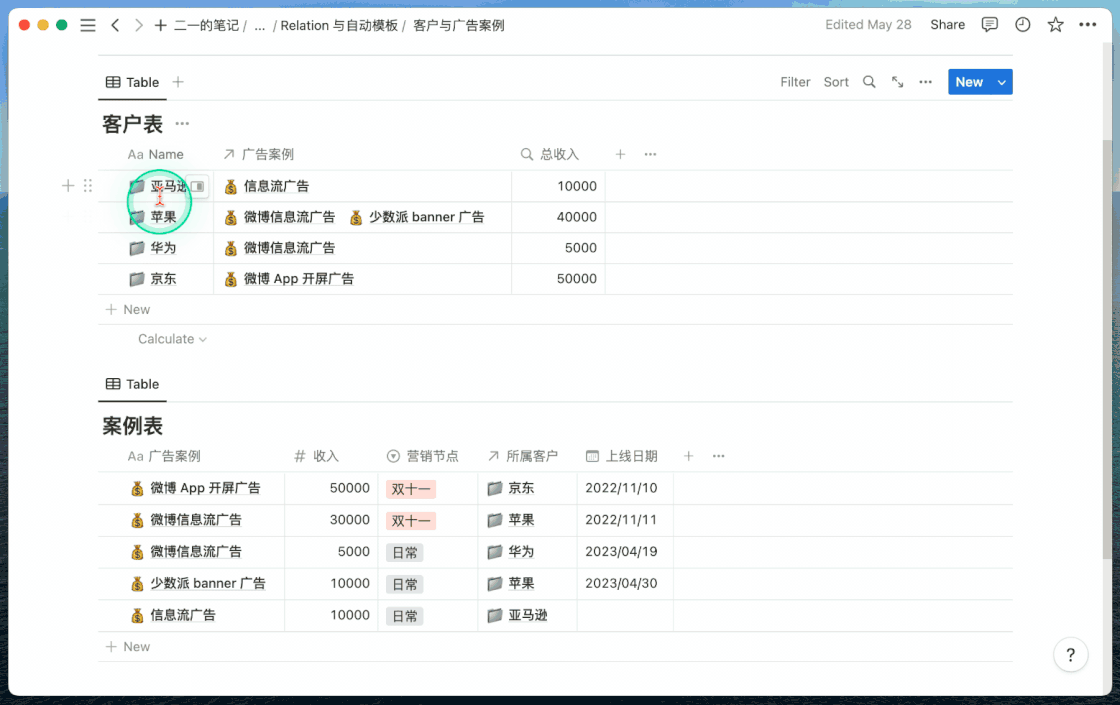 二一的笔记 / ... / Relation 与自动模板 / 客户与广告案例 Edited May 28 Share
Table Filter Sort New
客户表
Aa Name 广告案例 总收入
亚马逊 信息流广告 10000
苹果 微博信息流广告 少数派 banner 广告 40000
华为 微博信息流广告 5000
京东 微博 App 开屏广告 50000
New
Calculate
Table
案例表
Aa 广告案例 # 收入 营销节点 所属客户 上线日期
微博 App 开屏广告 50000 双十一 京东 2022/11/10
微博信息流广告 30000 双十一 苹果 2022/11/11
微博信息流广告 5000 日常 华为 2023/04/19
少数派 banner 广告 10000 日常 苹果 2023/04/30
信息流广告 10000 日常 亚马逊
New
?